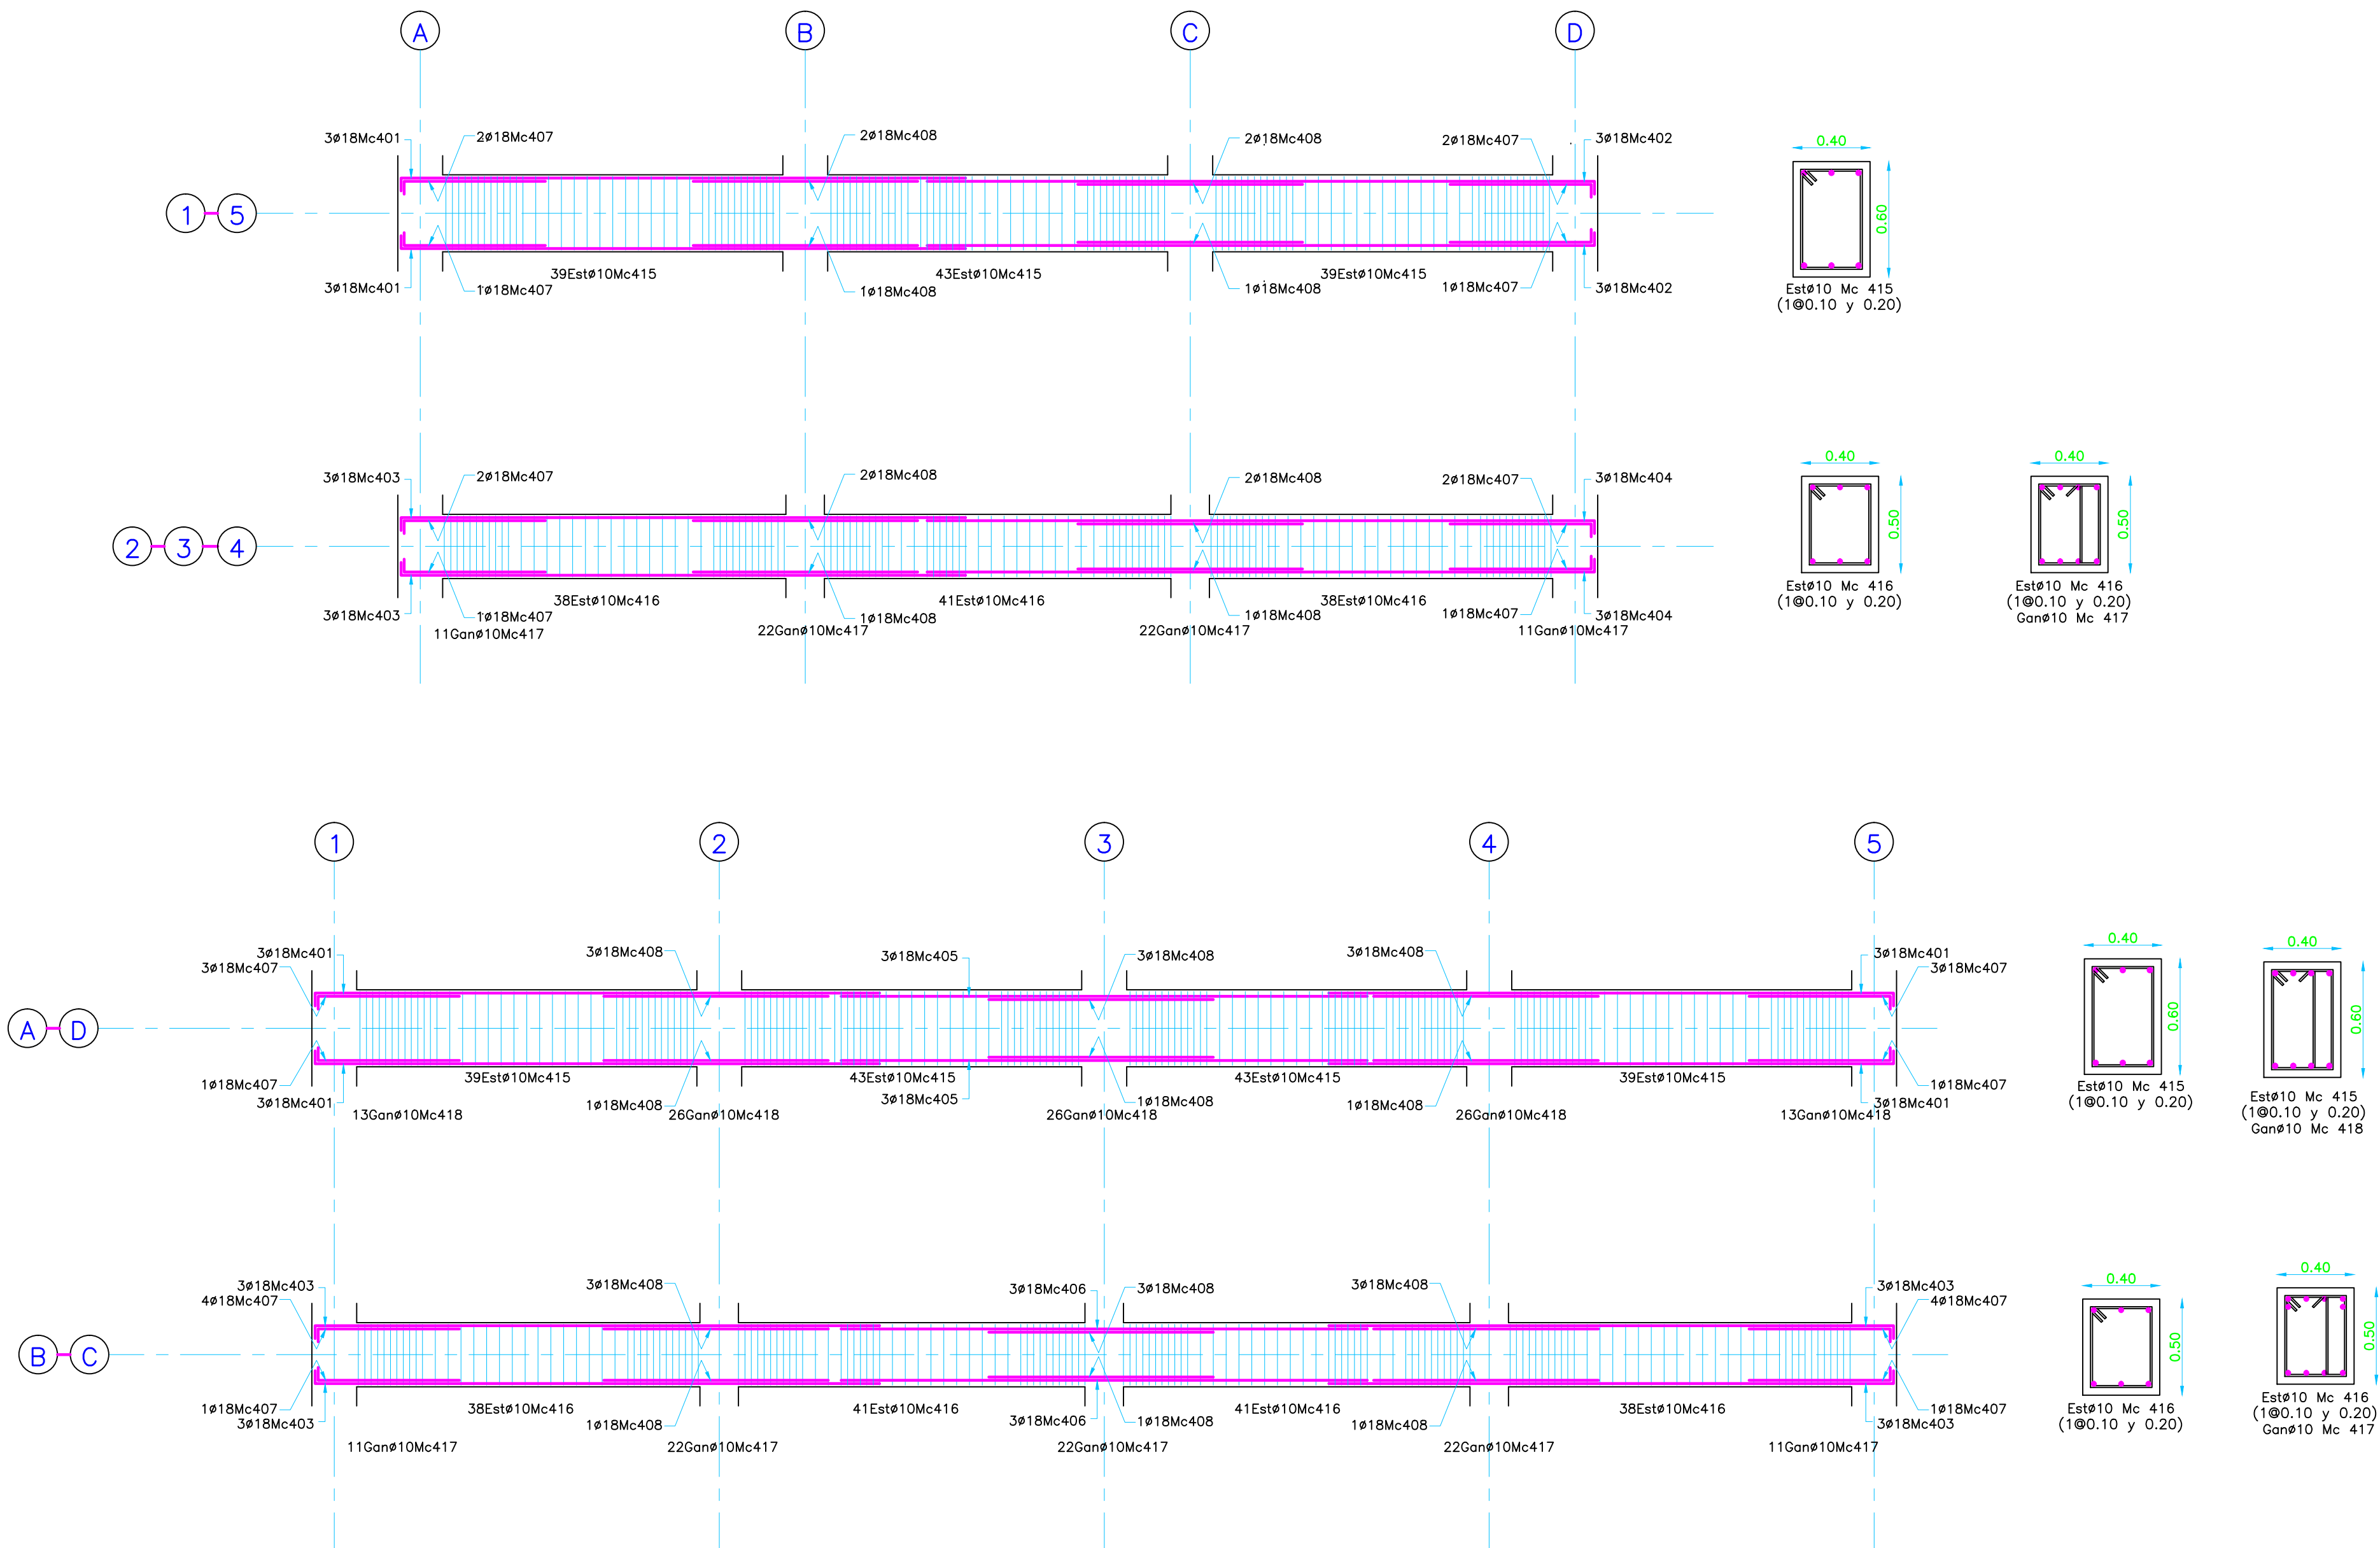 A
B
C
D
3ø18Mc401
2ø18Mc407
2ø18Mc408
2ø18Mc408
2ø18Mc407
3ø18Mc402
0.40
1
5
0.60
39Estø10Mc415
43Estø10Mc415
39Estø10Mc415
3ø18Mc401
1ø18Mc407
1ø18Mc408
1ø18Mc408
1ø18Mc407
3ø18Mc402
Estø10 Mc 415
(1@0.10 y 0.20)
3ø18Mc403
2ø18Mc407
2ø18Mc408
2ø18Mc408
2ø18Mc407
3ø18Mc404
0.40
0.40
2
3
4
0.50
0.50
38Estø10Mc416
41Estø10Mc416
38Estø10Mc416
3ø18Mc403
1ø18Mc407
1ø18Mc408
1ø18Mc408
1ø18Mc407
3ø18Mc404
11Ganø10Mc417
22Ganø10Mc417
22Ganø10Mc417
11Ganø10Mc417
Estø10 Mc 416
(1@0.10 y 0.20)
Estø10 Mc 416
(1@0.10 y 0.20)
Ganø10 Mc 417
1
2
3
4
5
3ø18Mc401
3ø18Mc407
3ø18Mc408
3ø18Mc405
3ø18Mc408
3ø18Mc408
3ø18Mc401
3ø18Mc407
0.40
0.40
A
D
0.60
0.60
39Estø10Mc415
43Estø10Mc415
43Estø10Mc415
39Estø10Mc415
1ø18Mc407
3ø18Mc401
1ø18Mc408
3ø18Mc405
1ø18Mc408
1ø18Mc408
1ø18Mc407
3ø18Mc401
13Ganø10Mc418
26Ganø10Mc418
26Ganø10Mc418
26Ganø10Mc418
13Ganø10Mc418
Estø10 Mc 415
(1@0.10 y 0.20)
Estø10 Mc 415
(1@0.10 y 0.20)
Ganø10 Mc 418
3ø18Mc403
4ø18Mc407
3ø18Mc408
3ø18Mc406
3ø18Mc408
3ø18Mc408
3ø18Mc403
4ø18Mc407
0.40
0.40
B
C
0.50
0.50
38Estø10Mc416
41Estø10Mc416
41Estø10Mc416
38Estø10Mc416
1ø18Mc407
3ø18Mc403
1ø18Mc408
3ø18Mc406
1ø18Mc408
1ø18Mc408
1ø18Mc407
3ø18Mc403
11Ganø10Mc417
22Ganø10Mc417
22Ganø10Mc417
22Ganø10Mc417
11Ganø10Mc417
Estø10 Mc 416
(1@0.10 y 0.20)
Estø10 Mc 416
(1@0.10 y 0.20)
Ganø10 Mc 417